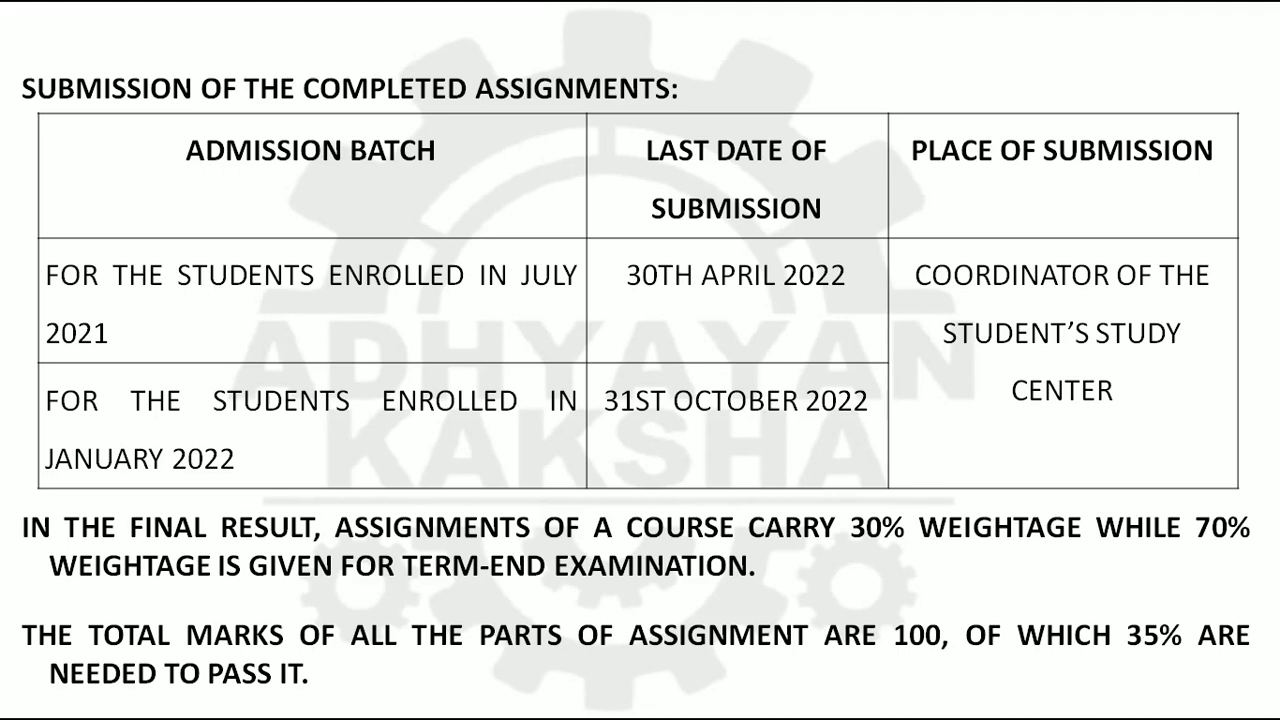 SUBMISSION OF THE COMPLETED ASSIGNMENTS:
ADMISSION BATCH
LAST DATE OF
SUBMISSION
PLACE OF SUBMISSION
FOR THE STUDENTS ENROLLED IN JULY
2021
30TH APRIL 2022
COORDINATOR OF THE
STUDENT’S STUDY
CENTER
FOR THE STUDENTS ENROLLED IN
JANUARY 2022
31ST OCTOBER 2022
ADHYAYAN
KAKSHA
IN THE FINAL RESULT, ASSIGNMENTS OF A COURSE CARRY 30% WEIGHTAGE WHILE 70%
WEIGHTAGE IS GIVEN FOR TERM-END EXAMINATION.
THE TOTAL MARKS OF ALL THE PARTS OF ASSIGNMENT ARE 100, OF WHICH 35% ARE
NEEDED TO PASS IT.